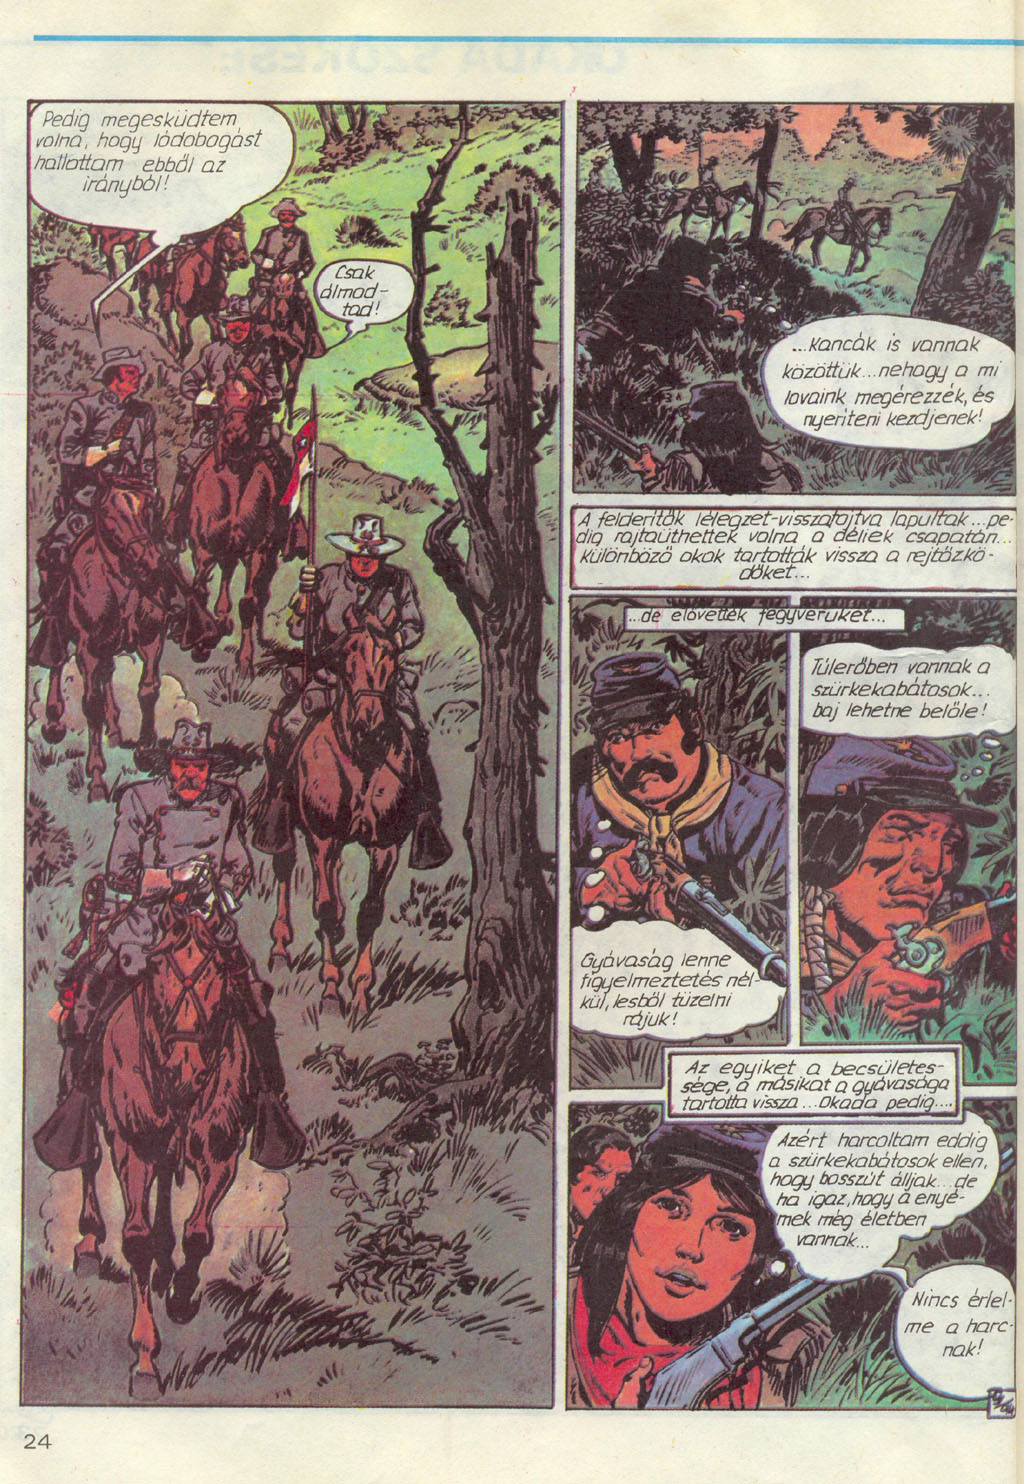 Pedig megesküdtem
volna, hogy lódobogást
hallottam ebből az
irányból!
Csak
álmod-
tad!
...Kancák is vannak
közöttük...nehogy a mi
lovaink megérezzék, és
nyeríteni kezdjenek!
A felderítők lélegzet-visszafojtva lapultak...pe-
dig rajtaüthettek volna a déliek csapatán...
különböző okok tartották vissza a rejtőzkö-
dőket...
...de elővették fegyverüket...
Túlerőben vannak a
szürkekabátosok...
baj lehetne belőle!
Gyávaság lenne
figyelmeztetés nél-
kül, lesből tüzelni
rájuk!
Az egyiket a becsületes-
sége, a másikat a gyávasága
tartotta vissza...Okada pedig...
Azért harcoltam eddig
a szürkekabátosok ellen,
hogy bosszút álljak...de
ha igaz, hogy a enyé-
mek még életben
vannak...
Nincs értel-
me a harc-
nak!
24